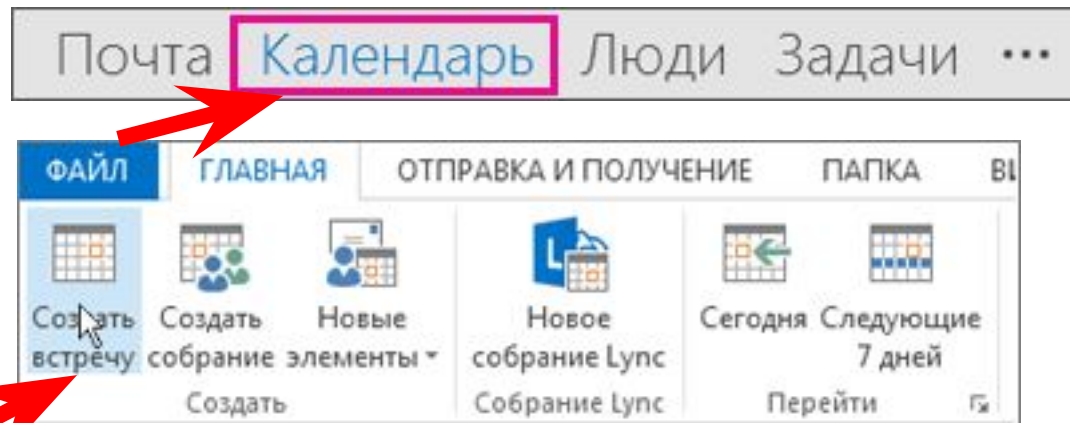 Почта Календарь Люди Задачи ...
ФАЙЛ ГЛАВНАЯ ОТПРАВКА И ПОЛУЧЕНИЕ ПАПКА
Создать Создать Новые Новое Сегодня Следующие
встречу собрание элементы собрание Lync 7 дней
Создать Собрание Lync Перейти